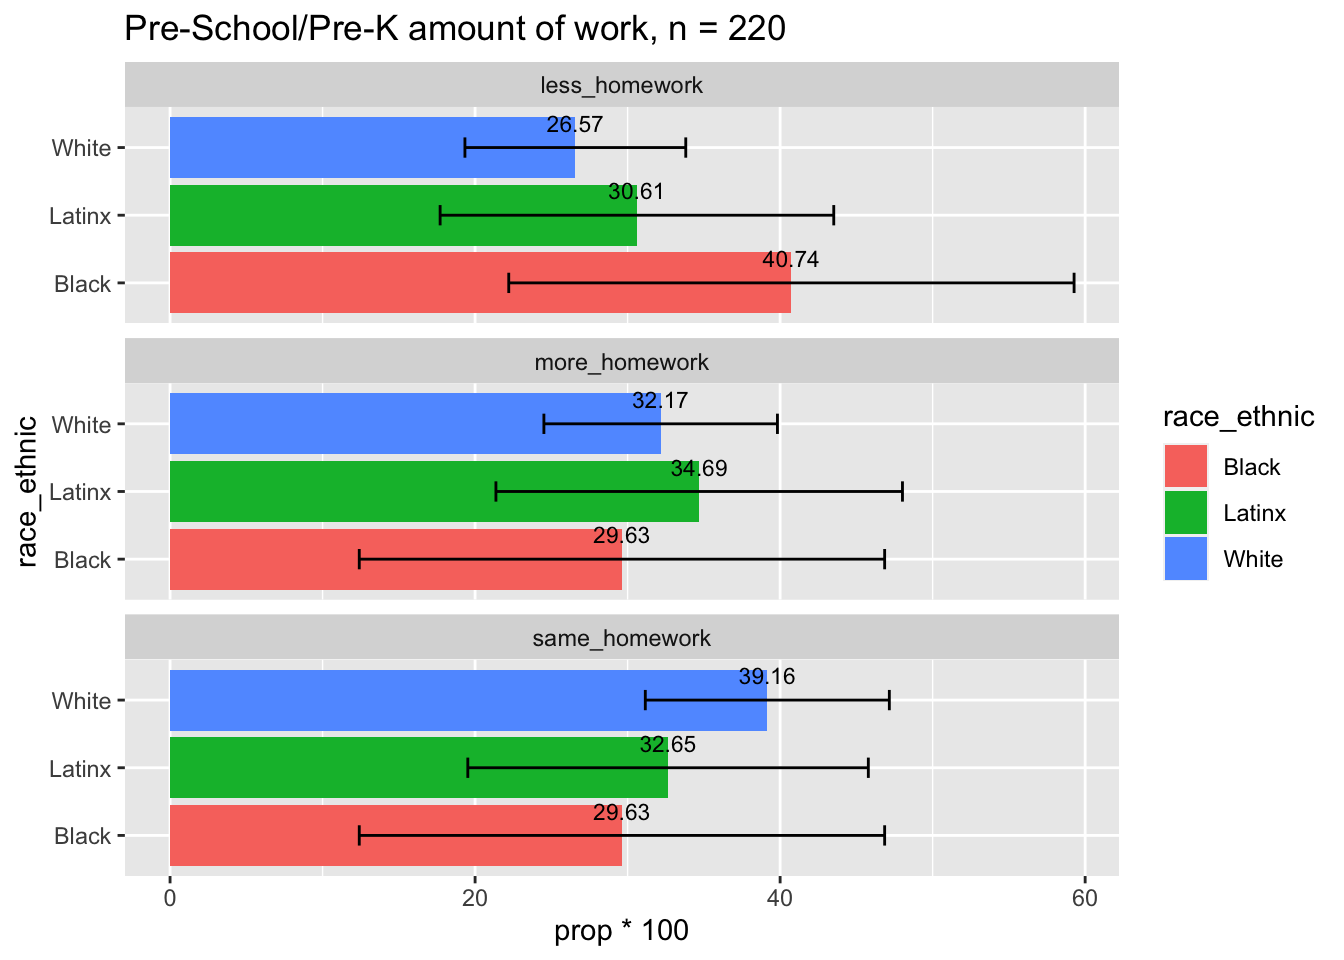 Pre-School/Pre-K amount of work, n = 220
less_homework
White
26.57
Latinx
30.61
Black
40.74
more_homework
White
32.17
Latinx
34.69
Black
29.63
same_homework
White
39.16
Latinx
32.65
Black
29.63
0 20 40 60
prop * 100
race_ethnic
race_ethnic
Black
Latinx
White